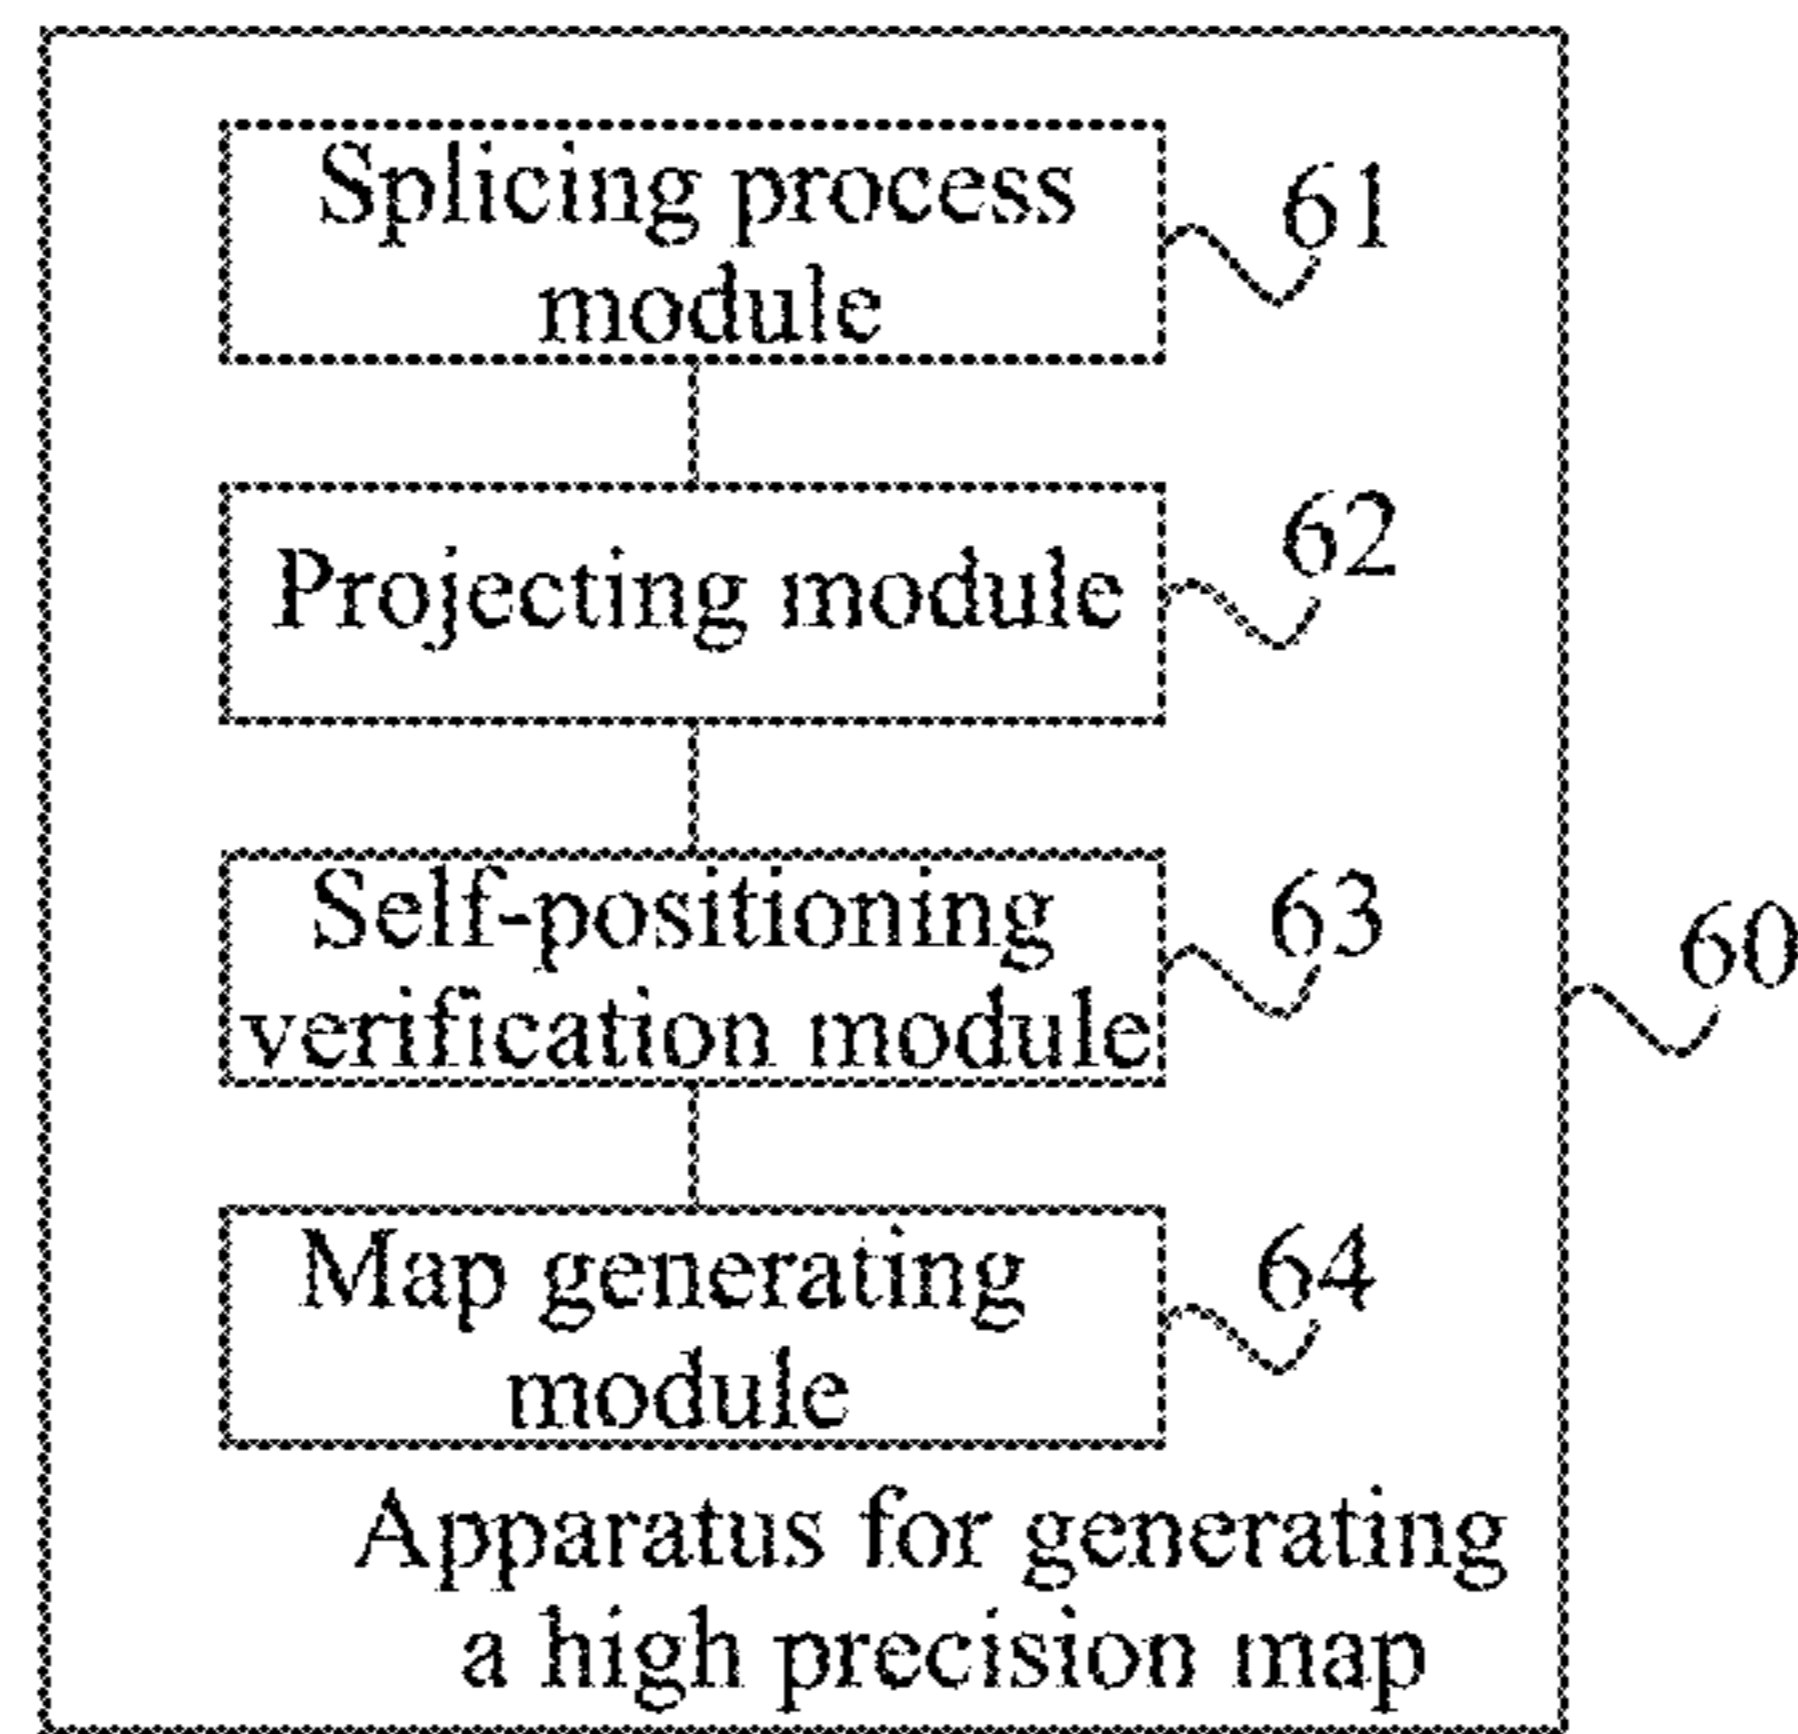 Splicing process
module
61
Projecting module
62
Self-positioning
verification module
63
60
Map generating
module
64
Apparatus for generating
a high precision map